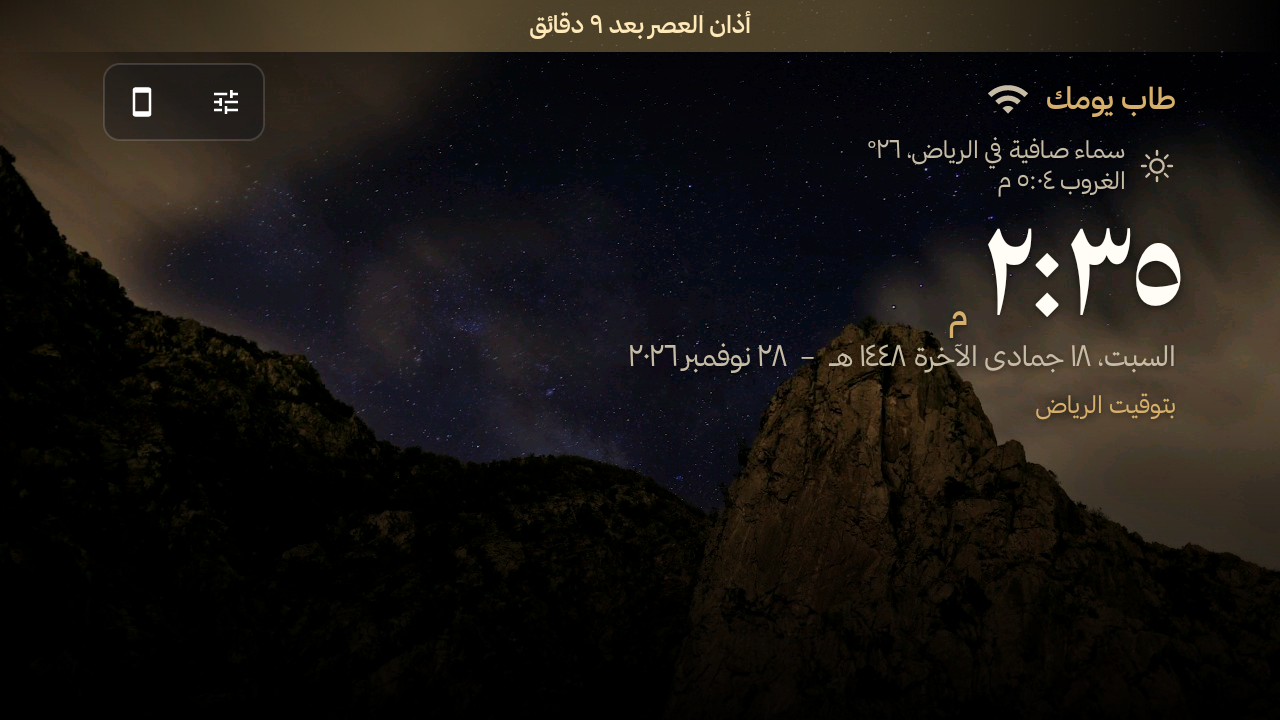 أذان العصر بعد ٩ دقائق
طاب يومك
سماء صافية في الرياض، ٢٦°
الغروب ٥:٠٤ م
٢:٣٥ م
السبت، ١٨ جمادى الآخرة ١٤٤٨ هـ – ٢٨ نوفمبر ٢٠٢٦
بتوقيت الرياض